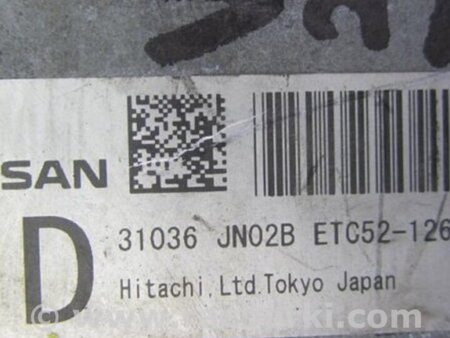 SAN
D
31036 JN02B ETC52-126
Hitachi,Ltd.Tokyo Japan